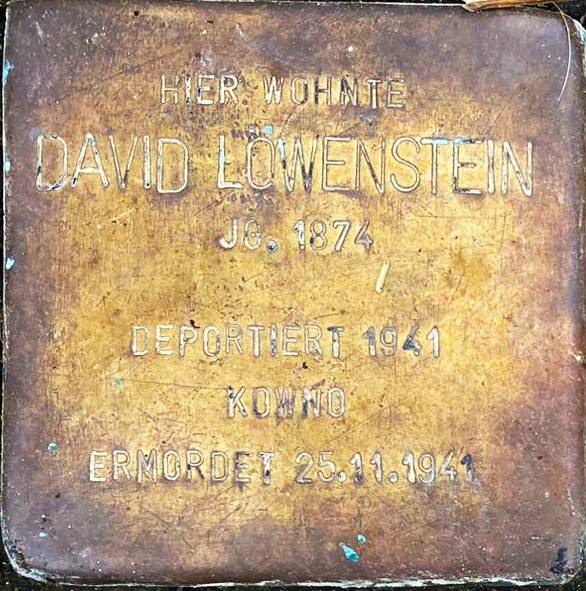 HIER WOHNTE
DAVID LÖWENSTEIN
JG. 1874
DEPORTIERT 1941
KOWNO
ERMORDET 25.11.1941